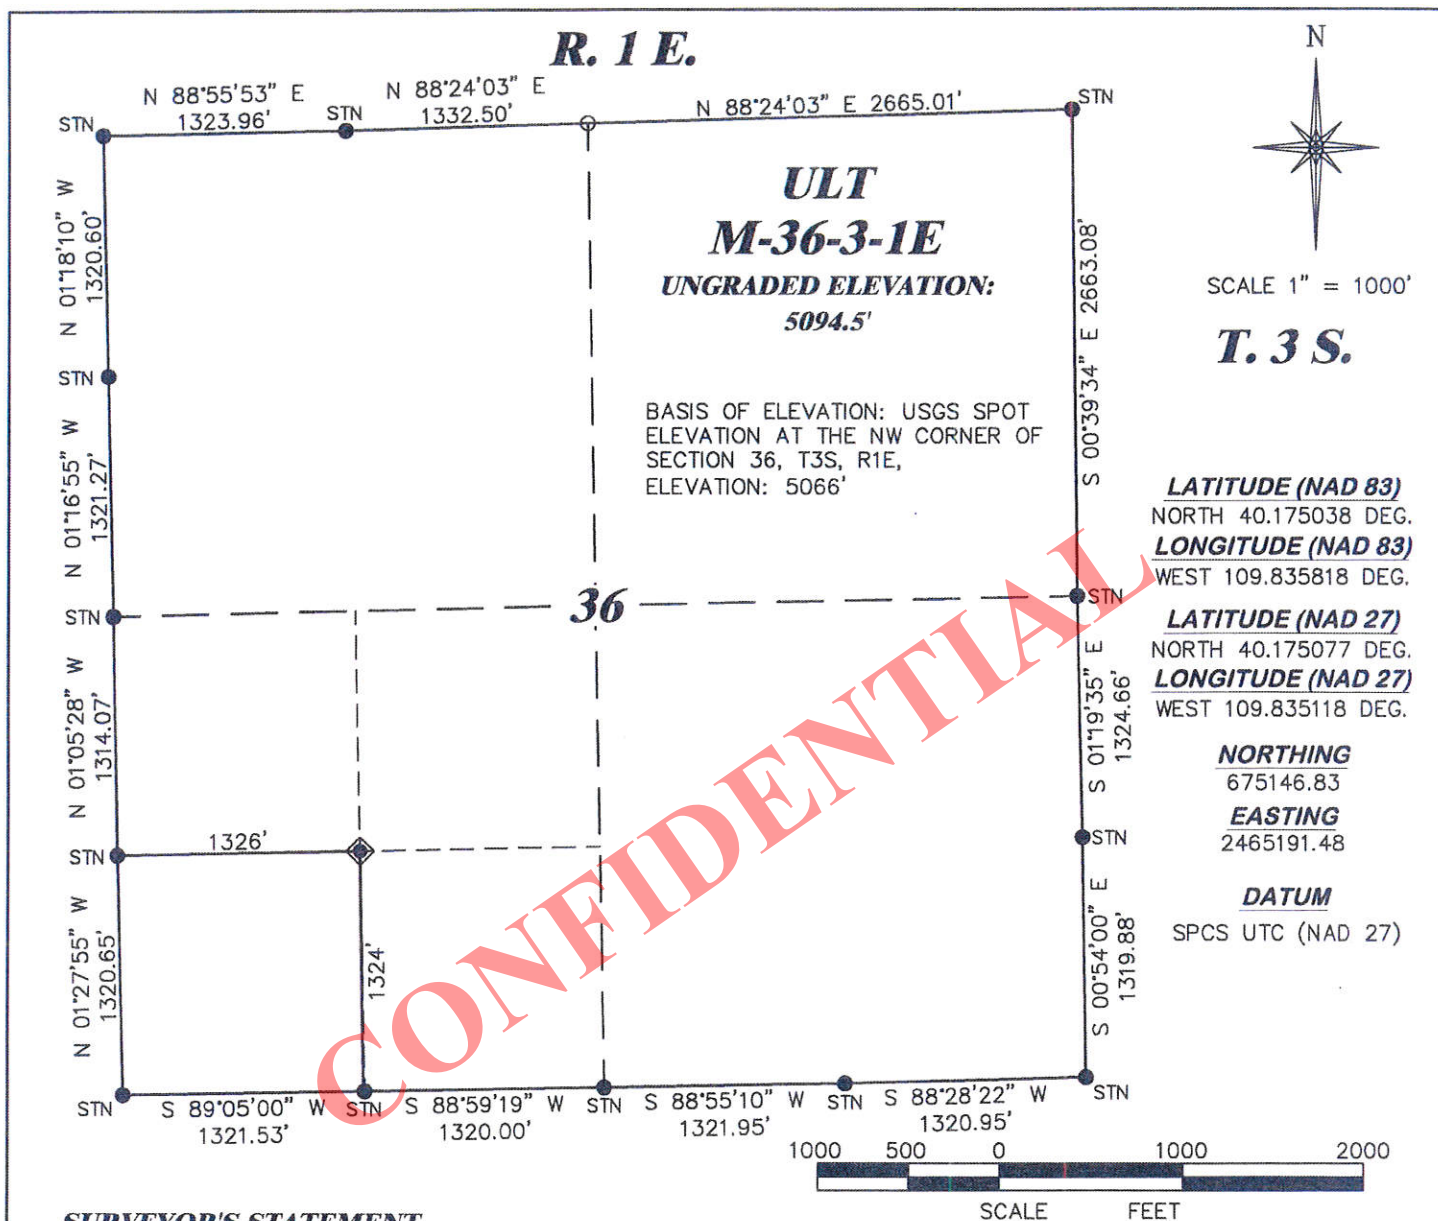 R. 1 E.
N 88°55'53" E
1323.96'
STN
N 88°24'03" E
1332.50'
N 88°24'03" E 2665.01'
STN
STN
N
ULT
M-36-3-1E
UNGRADED ELEVATION:
5094.5'
N 01°18'10" W
1320.60'
S 00°39'34" E 2663.08'
SCALE 1" = 1000'
T. 3 S.
STN
BASIS OF ELEVATION: USGS SPOT
ELEVATION AT THE NW CORNER OF
SECTION 36, T3S, R1E,
ELEVATION: 5066'
N 01°16'55" W
1321.27'
LATITUDE (NAD 83)
NORTH 40.175038 DEG.
LONGITUDE (NAD 83)
WEST 109.835818 DEG.
LATITUDE (NAD 27)
NORTH 40.175077 DEG.
LONGITUDE (NAD 27)
WEST 109.835118 DEG.
NORTHING
675146.83
EASTING
2465191.48
DATUM
SPCS UTC (NAD 27)
STN
36
STN
N 01°05'28" W
1314.07'
S 01°19'35" E
1324.66'
STN
1326'
STN
N 01°27'55" W
1320.65'
1324'
S 00°54'00" E
1319.88'
CONFIDENTIAL
STN
S 89°05'00" W
1321.53'
STN
S 88°59'19" W
1320.00'
STN
S 88°55'10" W
1321.95'
STN
S 88°28'22" W
1320.95'
STN
1000 500 0 1000 2000
SCALE FEET
SURVEYOR'S STATEMENT